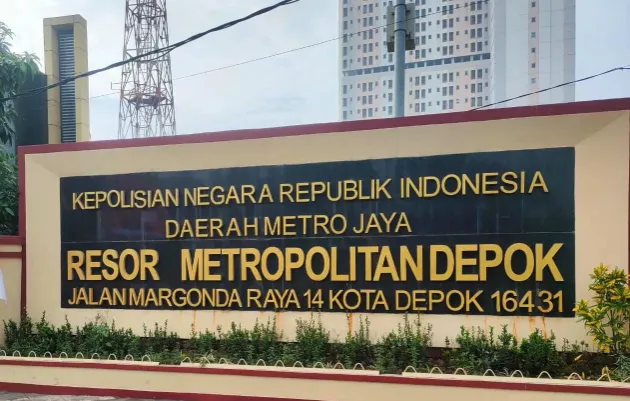 KEPOLISIAN NEGARA REPUBLIK INDONESIA
DAERAH METRO JAYA
RESOR METROPOLITAN DEPOK
JALAN MARGONDA RAYA 14 KOTA DEPOK 16431